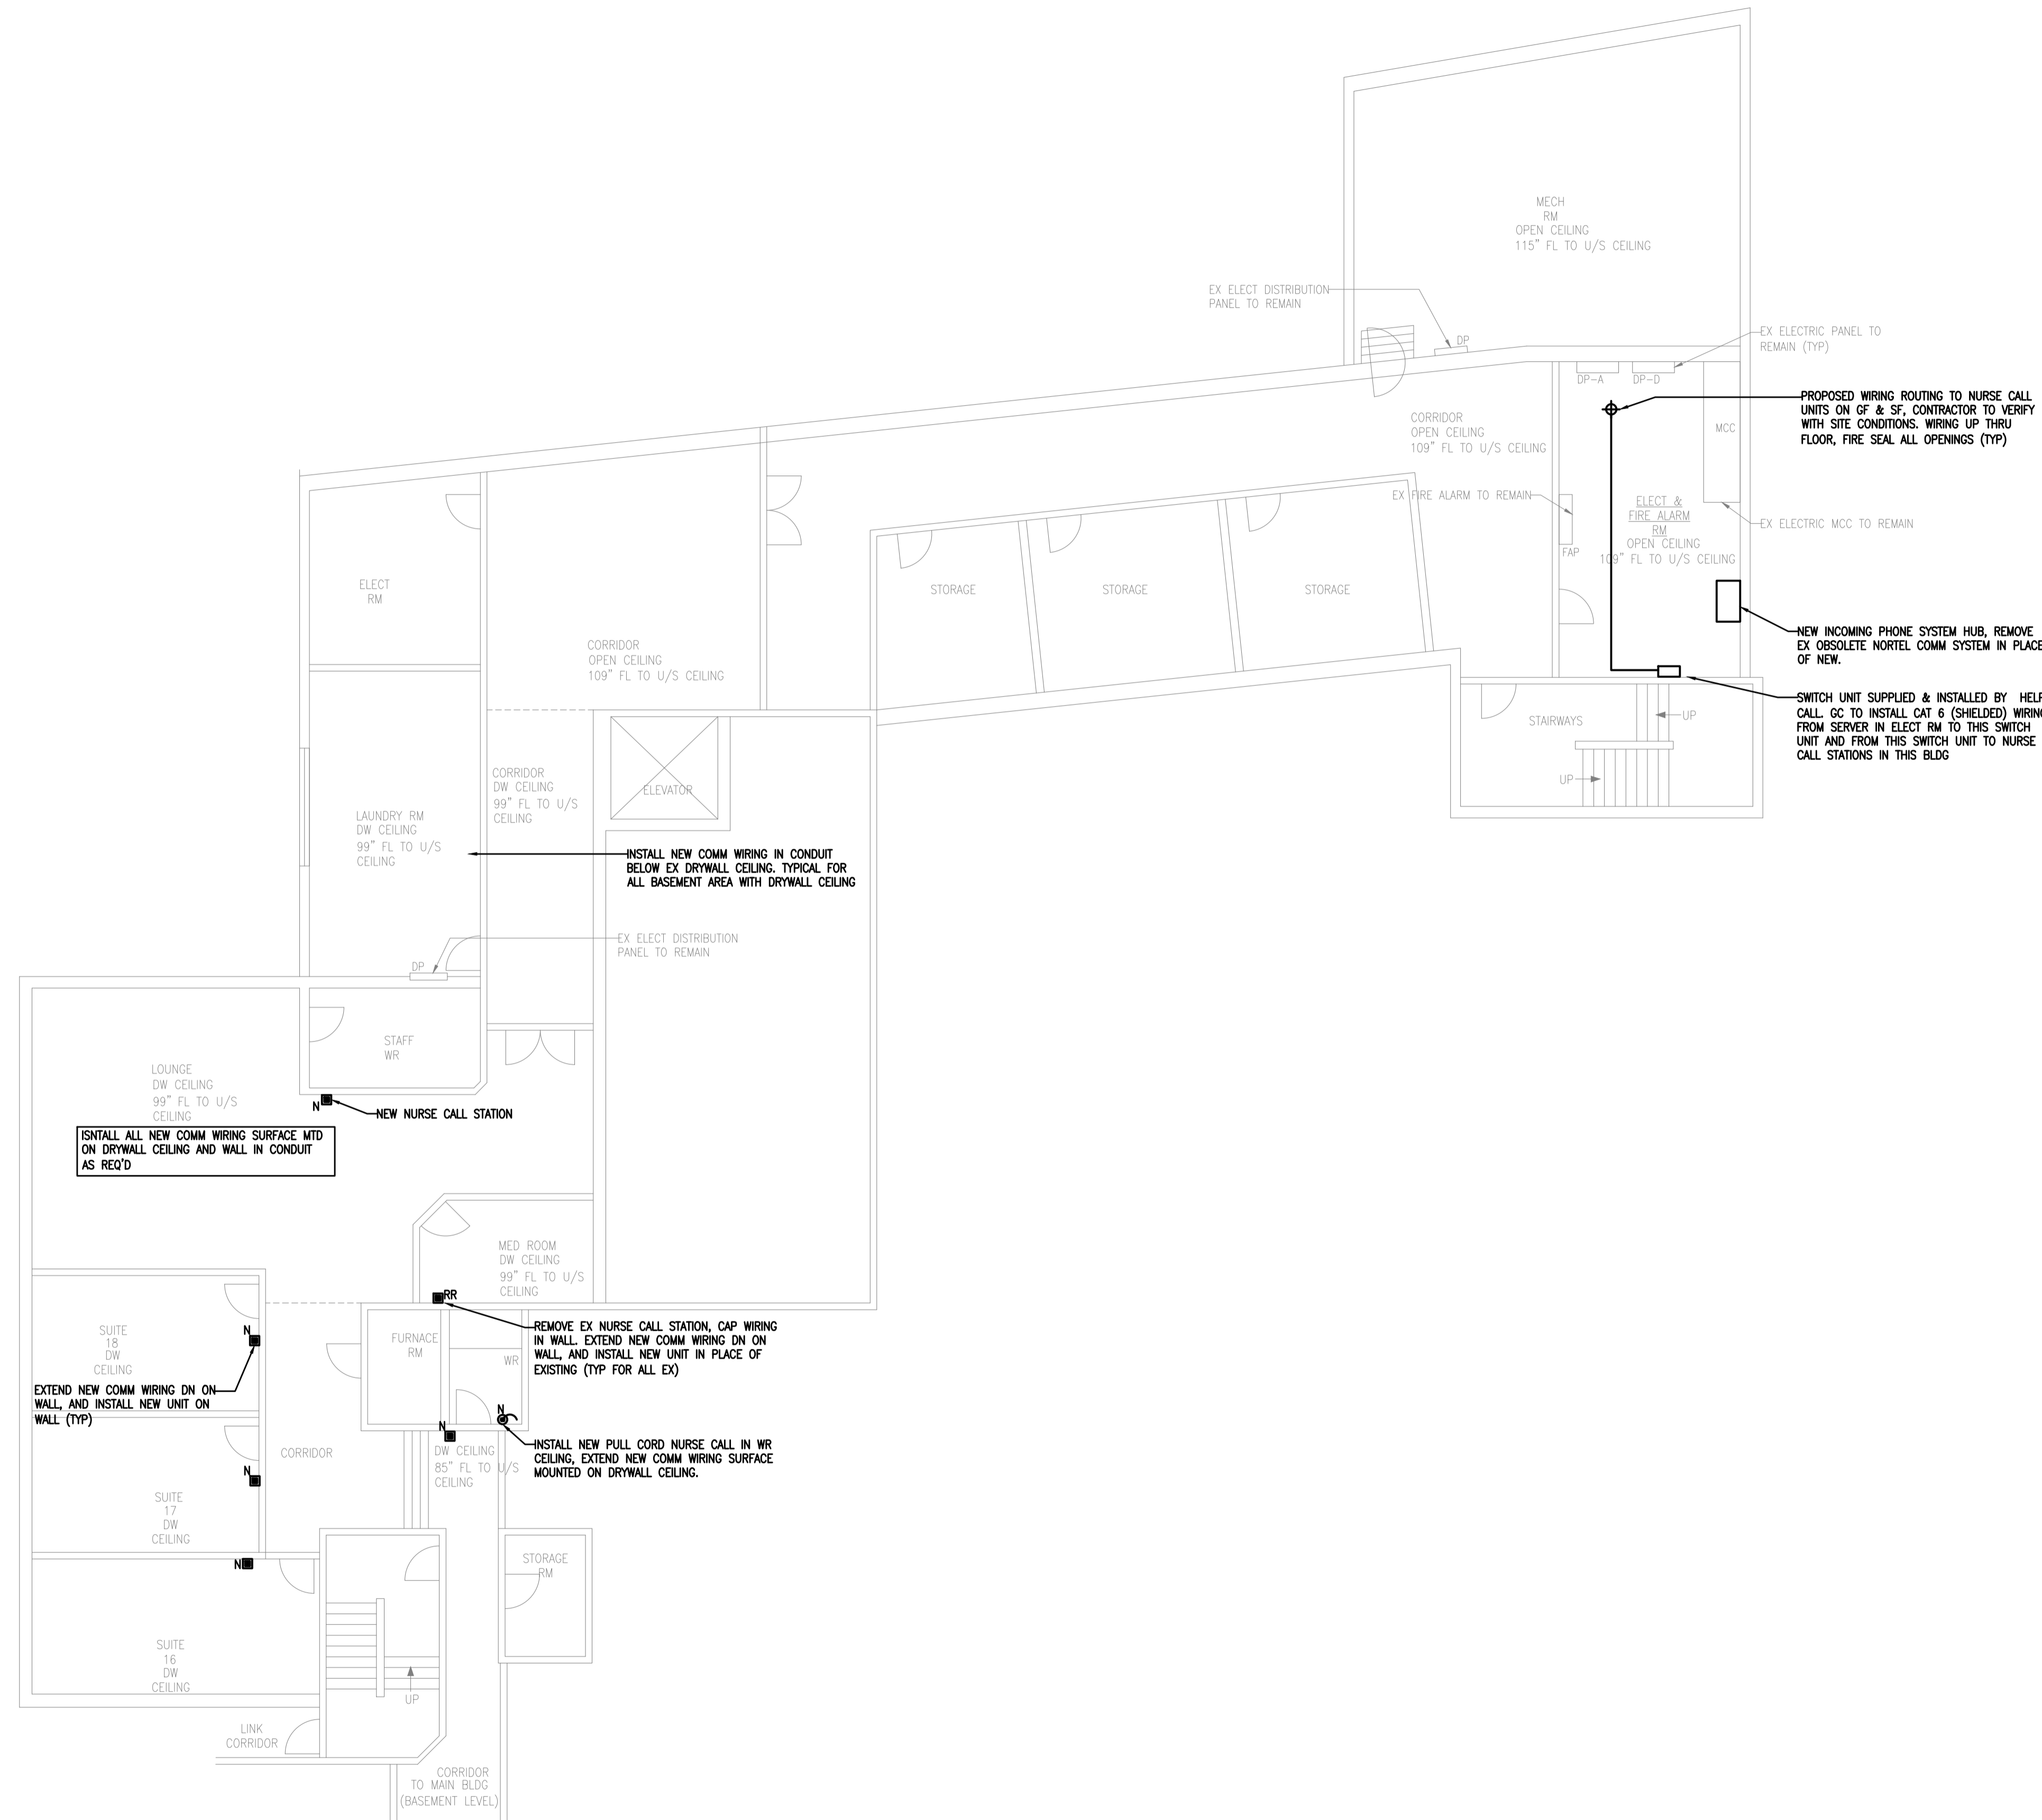 MECH
RM
OPEN CEILING
115" FL TO U/S CEILING
EX ELECT DISTRIBUTION
PANEL TO REMAIN
DP
EX ELECTRIC PANEL TO
REMAIN (TYP)
DP-A
DP-D
PROPOSED WIRING ROUTING TO NURSE CALL
UNITS ON GF & SF, CONTRACTOR TO VERIFY
WITH SITE CONDITIONS. WIRING UP THRU
FLOOR, FIRE SEAL ALL OPENINGS (TYP)
CORRIDOR
OPEN CEILING
109" FL TO U/S CEILING
MCC
EX FIRE ALARM TO REMAIN
ELECT &
FIRE ALARM
RM
OPEN CEILING
109" FL TO U/S CEILING
EX ELECTRIC MCC TO REMAIN
FAP
ELECT
RM
STORAGE
STORAGE
STORAGE
CORRIDOR
OPEN CEILING
109" FL TO U/S CEILING
NEW INCOMING PHONE SYSTEM HUB, REMOVE
EX OBSOLETE NORTEL COMM SYSTEM IN PLACE
OF NEW.
SWITCH UNIT SUPPLIED & INSTALLED BY HELP
CALL. GC TO INSTALL CAT 6 (SHIELDED) WIRING
FROM SERVER IN ELECT RM TO THIS SWITCH
UNIT AND FROM THIS SWITCH UNIT TO NURSE
CALL STATIONS IN THIS BLDG
STAIRWAYS
UP
UP
CORRIDOR
DW CEILING
99" FL TO U/S
CEILING
ELEVATOR
LAUNDRY RM
DW CEILING
99" FL TO U/S
CEILING
INSTALL NEW COMM WIRING IN CONDUIT
BELOW EX DRYWALL CEILING. TYPICAL FOR
ALL BASEMENT AREA WITH DRYWALL CEILING
EX ELECT DISTRIBUTION
PANEL TO REMAIN
DP
STAFF
WR
LOUNGE
DW CEILING
99" FL TO U/S
CEILING
N
NEW NURSE CALL STATION
ISNTALL ALL NEW COMM WIRING SURFACE MTD
ON DRYWALL CEILING AND WALL IN CONDUIT
AS REQ'D
MED ROOM
DW CEILING
99" FL TO U/S
CEILING
RR
REMOVE EX NURSE CALL STATION, CAP WIRING
IN WALL. EXTEND NEW COMM WIRING DN ON
WALL, AND INSTALL NEW UNIT IN PLACE OF
EXISTING (TYP FOR ALL EX)
FURNACE
RM
WR
SUITE
18
DW
CEILING
N
EXTEND NEW COMM WIRING DN ON
WALL, AND INSTALL NEW UNIT ON
WALL (TYP)
N
N
INSTALL NEW PULL CORD NURSE CALL IN WR
CEILING, EXTEND NEW COMM WIRING SURFACE
MOUNTED ON DRYWALL CEILING.
CORRIDOR
DW CEILING
85" FL TO U/S
CEILING
N
SUITE
17
DW
CEILING
N
STORAGE
RM
SUITE
16
DW
CEILING
UP
LINK
CORRIDOR
CORRIDOR
TO MAIN BLDG
(BASEMENT LEVEL)